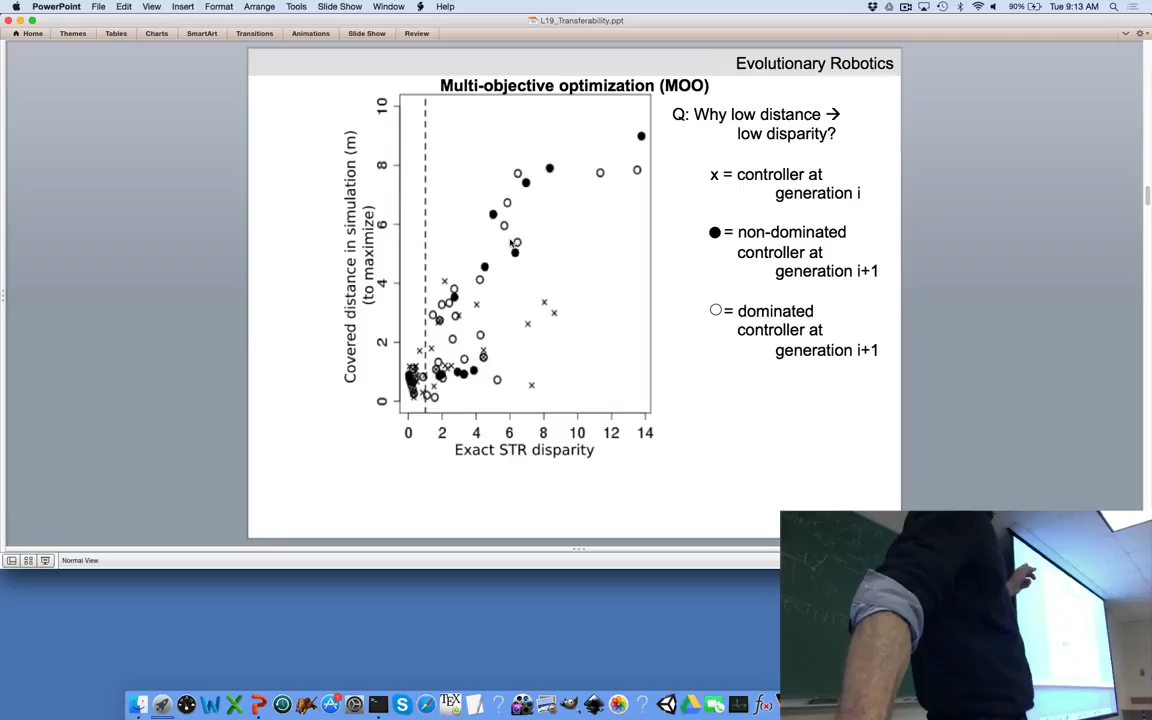 PowerPoint File Edit View Insert Format Arrange Tools Slide Show Window Help 90% Tue 9:13 AM
L19_Transferability.ppt
Home Themes Tables Charts SmartArt Transitions Animations Slide Show Review
Evolutionary Robotics
Multi-objective optimization (MOO)
Q: Why low distance →
low disparity?
x = controller at
generation i
= non-dominated
controller at
generation i+1
= dominated
controller at
generation i+1
Covered distance in simulation (m)
(to maximize)
10
8
6
4
2
0
0 2 4 6 8 10 12 14
Exact STR disparity
Normal View